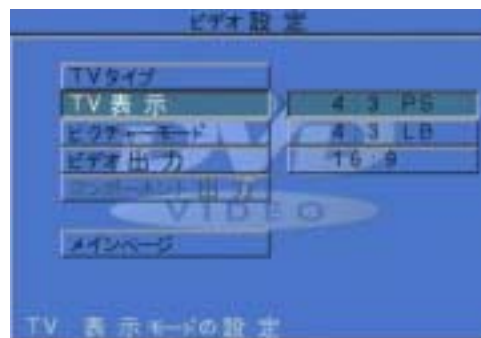 ビデオ設定
TVタイプ
TV表示
4:3 PS
ピクチャーモード
4:3 LB
ビデオ出力
16:9
コンポーネント出力
VIDEO
メインページ
TV 表示モードの設定